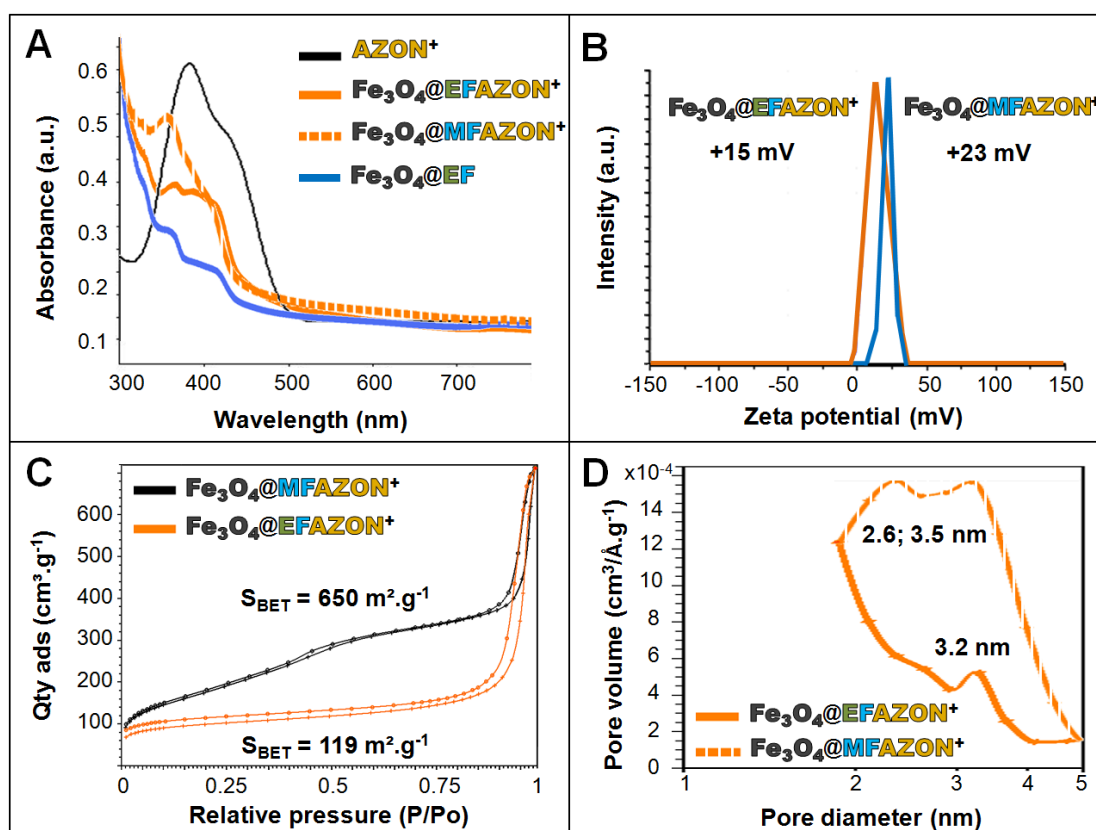 A
AZON+
Fe3O4@EFAZON+
Fe3O4@MFAZON+
Fe3O4@EF
0.6
0.5
0.4
0.3
0.2
0.1
Absorbance (a.u.)
300 400 500 600 700
Wavelength (nm)
B
Fe3O4@EFAZON+
+15 mV
Fe3O4@MFAZON+
+23 mV
Intensity (a.u.)
-150 -100 -50 0 50 100 150
Zeta potential (mV)
C
Fe3O4@MFAZON+
Fe3O4@EFAZON+
600
500
400
300
200
100
Qty ads (cm³.g-1)
SBET = 650 m².g-1
SBET = 119 m².g-1
0 0.25 0.5 0.75 1
Relative pressure (P/Po)
D
x10-4
14
12
10
8
6
4
2
0
Pore volume (cm3/Å.g-1)
2.6; 3.5 nm
3.2 nm
Fe3O4@EFAZON+
Fe3O4@MFAZON+
1 2 3 4 5
Pore diameter (nm)